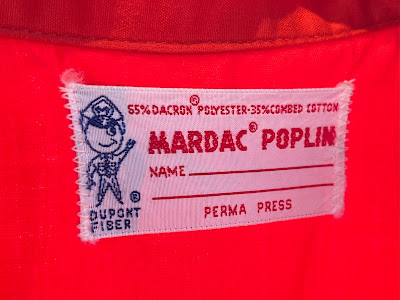 65% DACRON® POLYESTER-35% COMBED COTTON
MARDAC® POPLIN
NAME
PERMA PRESS
®
DUPONT
FIBER